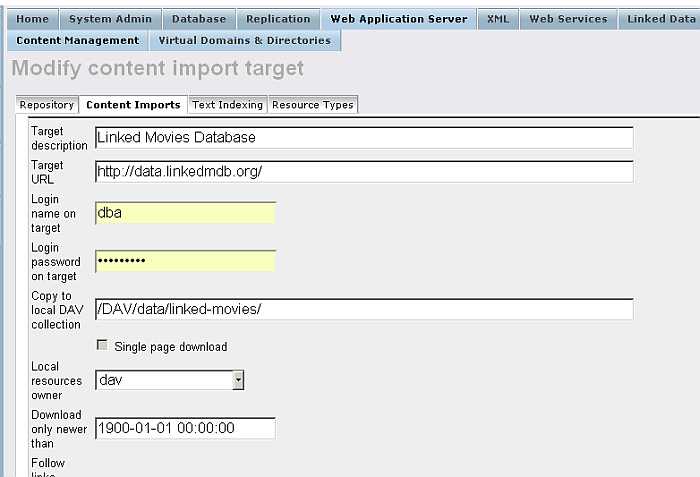 Home System Admin Database Replication Web Application Server XML Web Services Linked Data
Content Management Virtual Domains & Directories
Modify content import target
Repository Content Imports Text Indexing Resource Types
Target description Linked Movies Database
Target URL http://data.linkedmdb.org/
Login name on target dba
Login password on target •••••••••
Copy to local DAV collection /DAV/data/linked-movies/
Single page download
Local resources owner dav
Download only newer than 1900-01-01 00:00:00
Follow